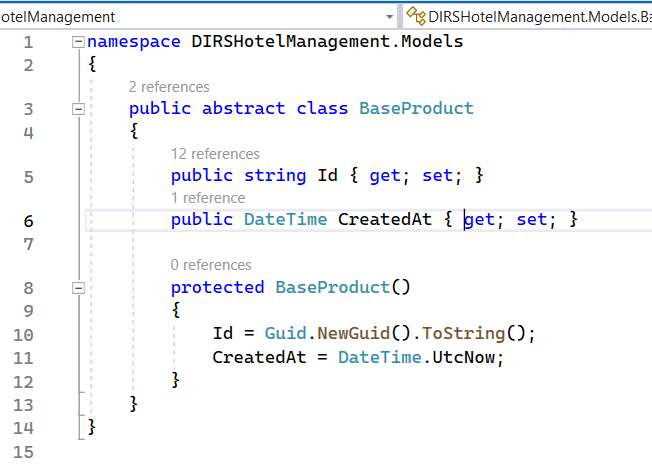 otelManagement DIRSHotelManagement.Models.Ba
1 namespace DIRSHotelManagement.Models
2 {
2 references
3 public abstract class BaseProduct
4 {
12 references
5 public string Id { get; set; }
1 reference
6 public DateTime CreatedAt { get; set; }
7
0 references
8 protected BaseProduct()
9 {
10 Id = Guid.NewGuid().ToString();
11 CreatedAt = DateTime.UtcNow;
12 }
13 }
14 }
15